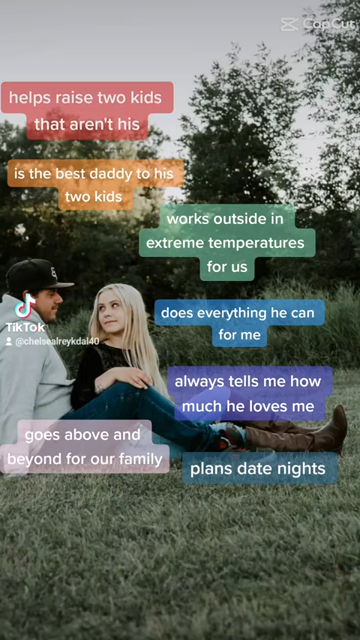 CapCut
helps raise two kids
that aren't his
is the best daddy to his
two kids
works outside in
extreme temperatures
for us
does everything he can
for me
TikTok
@chelsealreykdal40
always tells me how
much he loves me
goes above and
beyond for our family
plans date nights